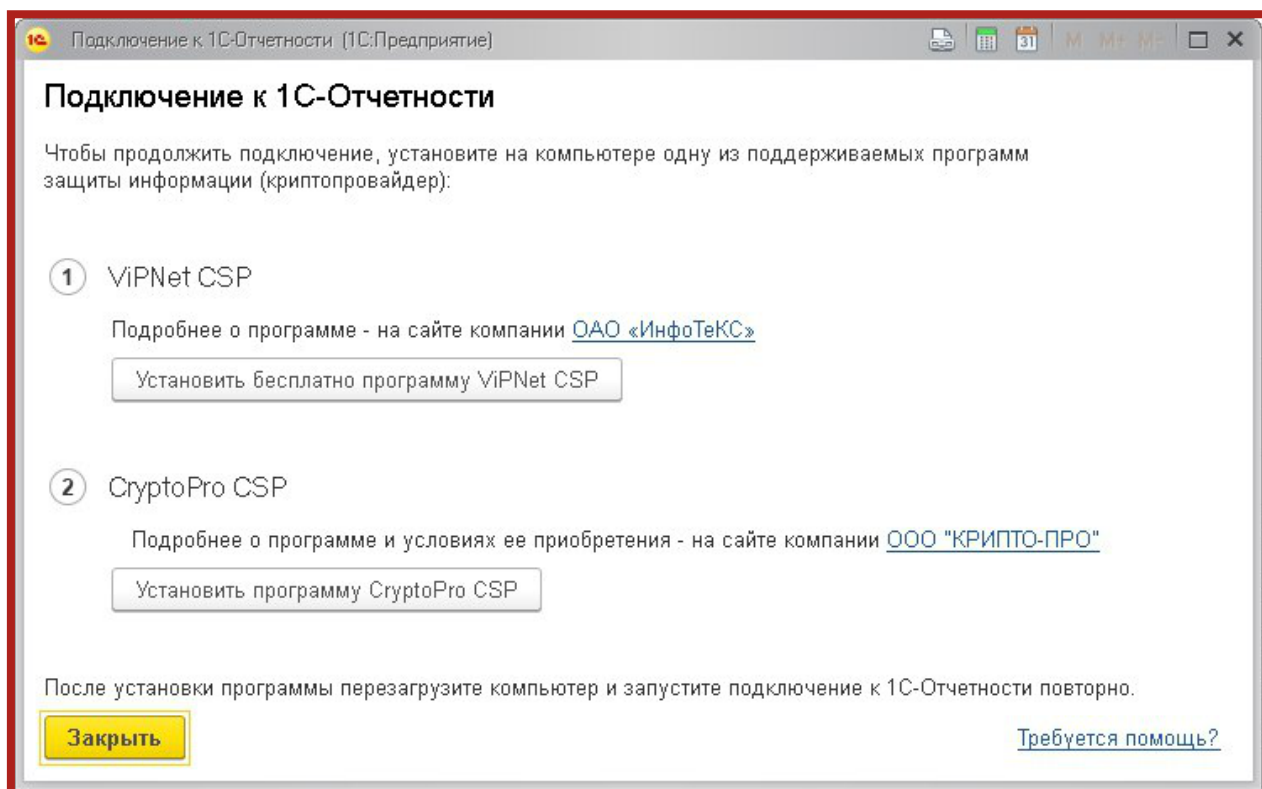 1С Подключение к 1С-Отчетности (1С:Предприятие) 31 M M+ M-
Подключение к 1С-Отчетности
Чтобы продолжить подключение, установите на компьютере одну из поддерживаемых программ
защиты информации (криптопровайдер):
1 ViPNet CSP
Подробнее о программе - на сайте компании ОАО «ИнфоТеКС»
Установить бесплатно программу ViPNet CSP
2 CryptoPro CSP
Подробнее о программе и условиях ее приобретения - на сайте компании ООО "КРИПТО-ПРО"
Установить программу CryptoPro CSP
После установки программы перезагрузите компьютер и запустите подключение к 1С-Отчетности повторно.
Закрыть Требуется помощь?